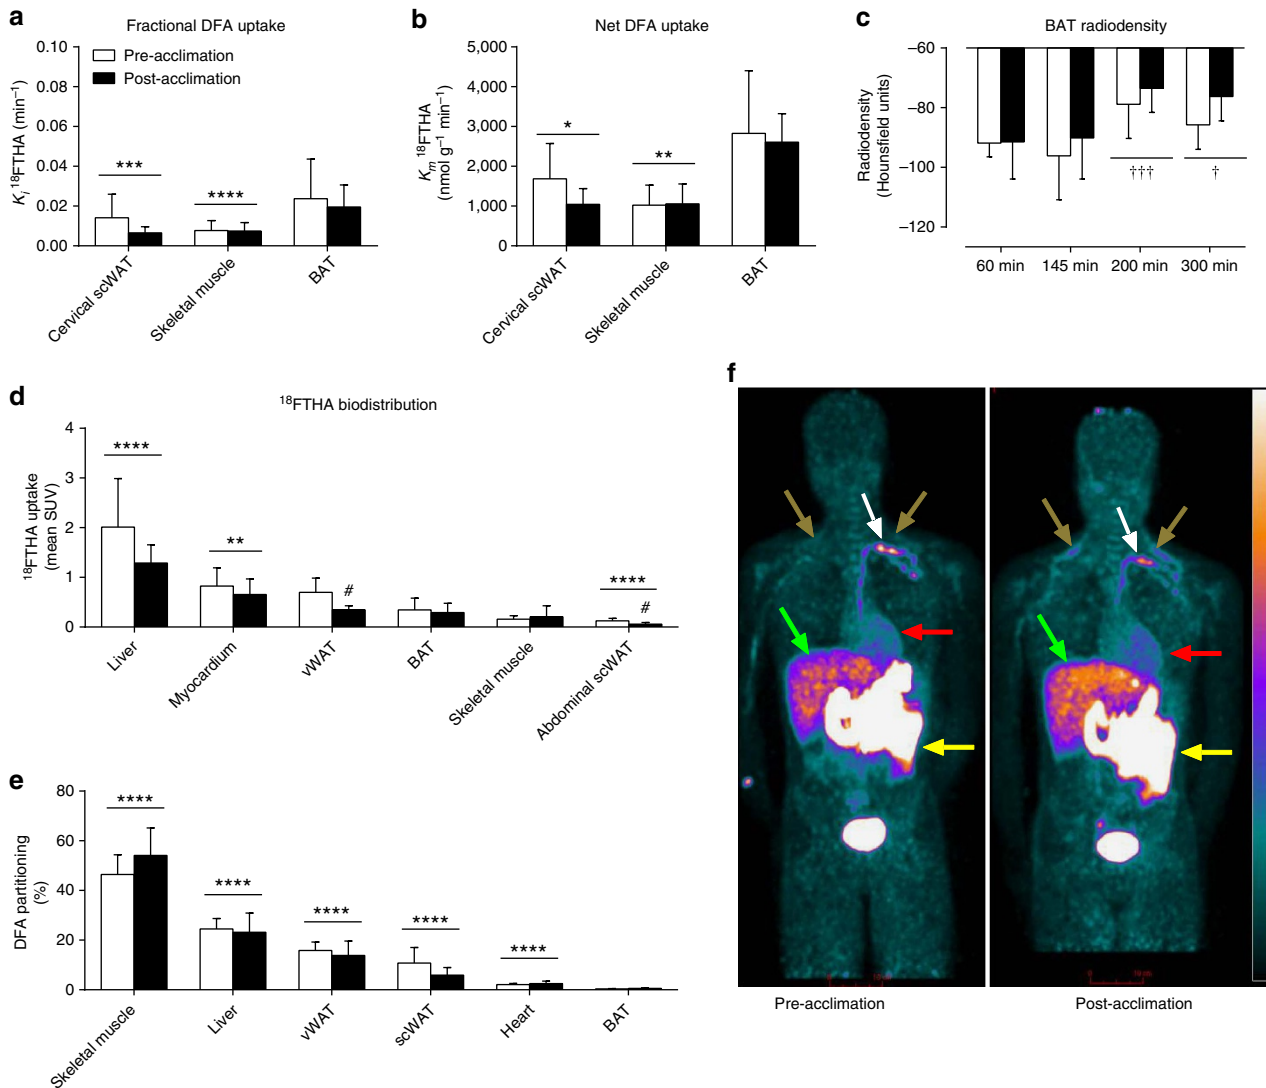 a
Fractional DFA uptake
Kᵢ ¹⁸FTHA (min⁻¹)
0.10
0.08
0.06
0.04
0.02
0.00
Pre-acclimation
Post-acclimation
***
****
Cervical scWAT
Skeletal muscle
BAT
b
Net DFA uptake
Kₘ ¹⁸FTHA
(nmol g⁻¹ min⁻¹)
5,000
4,000
3,000
2,000
1,000
0
*
**
Cervical scWAT
Skeletal muscle
BAT
c
BAT radiodensity
Radiodensity
(Hounsfield units)
−60
−80
−100
−120
†††
†
60 min
145 min
200 min
300 min
d
¹⁸FTHA biodistribution
¹⁸FTHA uptake
(mean SUV)
4
3
2
1
0
****
**
#
****
#
Liver
Myocardium
vWAT
BAT
Skeletal muscle
Abdominal scWAT
e
DFA partitioning
(%)
80
60
40
20
0
****
****
****
****
****
Skeletal muscle
Liver
vWAT
scWAT
Heart
BAT
f
Pre-acclimation
Post-acclimation